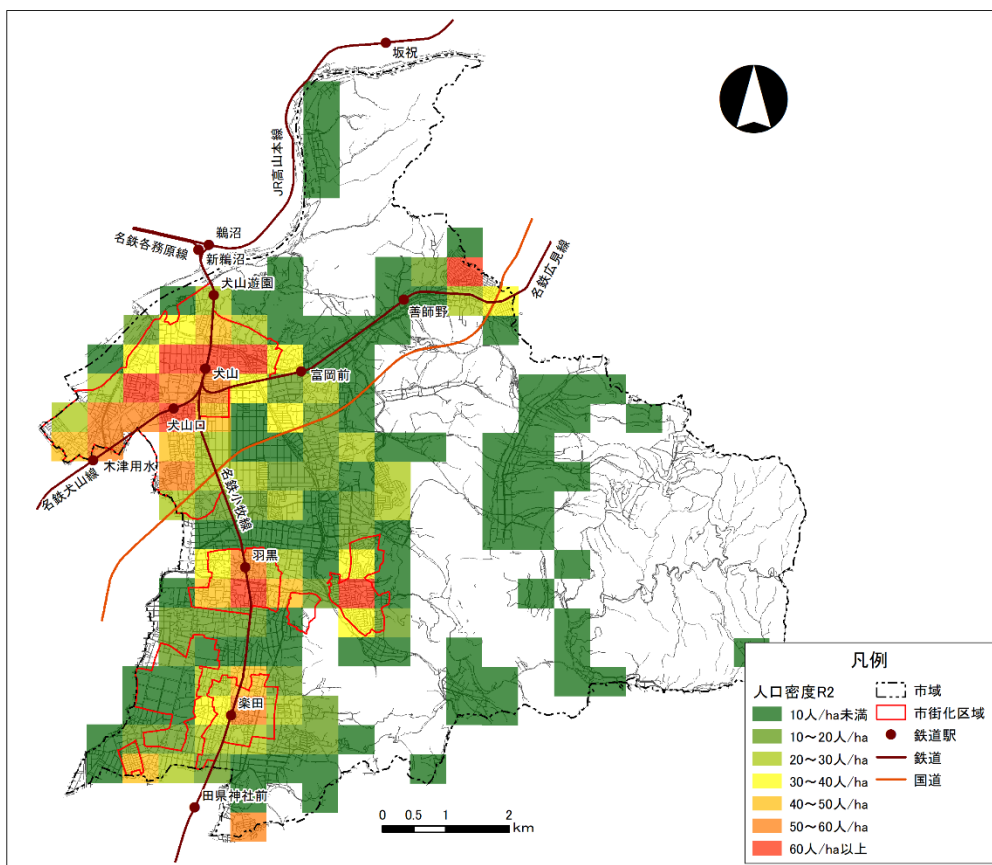 坂祝
JR高山本線
鵜沼
名鉄各務原線
新鵜沼
犬山遊園
名鉄広見線
善師野
犬山
富岡前
犬山口
木津用水
名鉄犬山線
名鉄小牧線
羽黒
楽田
田県神社前
0 0.5 1 2
km
凡例
人口密度R2
10人/ha未満
10～20人/ha
20～30人/ha
30～40人/ha
40～50人/ha
50～60人/ha
60人/ha以上
市域
市街化区域
鉄道駅
鉄道
国道